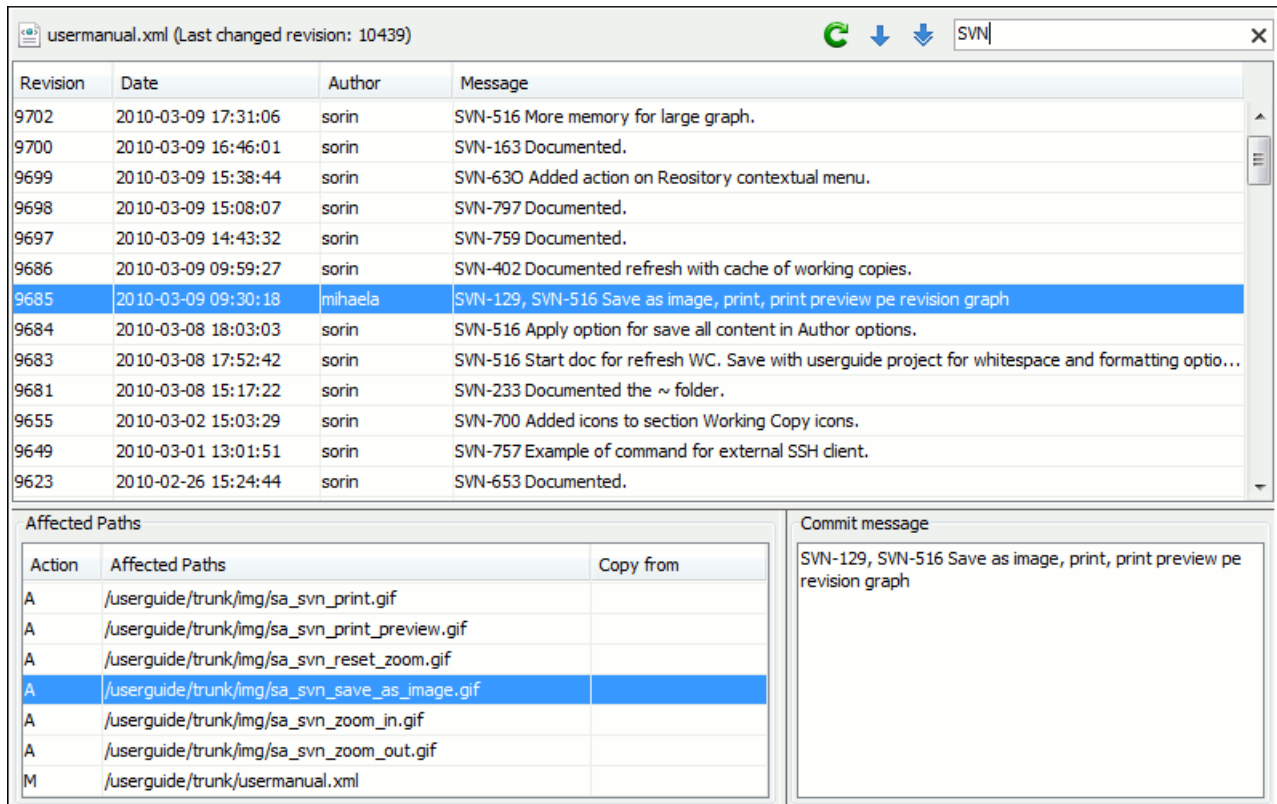 usermanual.xml (Last changed revision: 10439) SVN
Revision Date Author Message
9702 2010-03-09 17:31:06 sorin SVN-516 More memory for large graph.
9700 2010-03-09 16:46:01 sorin SVN-163 Documented.
9699 2010-03-09 15:38:44 sorin SVN-63O Added action on Reository contextual menu.
9698 2010-03-09 15:08:07 sorin SVN-797 Documented.
9697 2010-03-09 14:43:32 sorin SVN-759 Documented.
9686 2010-03-09 09:59:27 sorin SVN-402 Documented refresh with cache of working copies.
9685 2010-03-09 09:30:18 mihaela SVN-129, SVN-516 Save as image, print, print preview pe revision graph
9684 2010-03-08 18:03:03 sorin SVN-516 Apply option for save all content in Author options.
9683 2010-03-08 17:52:42 sorin SVN-516 Start doc for refresh WC. Save with userguide project for whitespace and formatting optio...
9681 2010-03-08 15:17:22 sorin SVN-233 Documented the ~ folder.
9655 2010-03-02 15:03:29 sorin SVN-700 Added icons to section Working Copy icons.
9649 2010-03-01 13:01:51 sorin SVN-757 Example of command for external SSH client.
9623 2010-02-26 15:24:44 sorin SVN-653 Documented.
Affected Paths
Action Affected Paths Copy from
A /userguide/trunk/img/sa_svn_print.gif
A /userguide/trunk/img/sa_svn_print_preview.gif
A /userguide/trunk/img/sa_svn_reset_zoom.gif
A /userguide/trunk/img/sa_svn_save_as_image.gif
A /userguide/trunk/img/sa_svn_zoom_in.gif
A /userguide/trunk/img/sa_svn_zoom_out.gif
M /userguide/trunk/usermanual.xml
Commit message
SVN-129, SVN-516 Save as image, print, print preview pe
revision graph